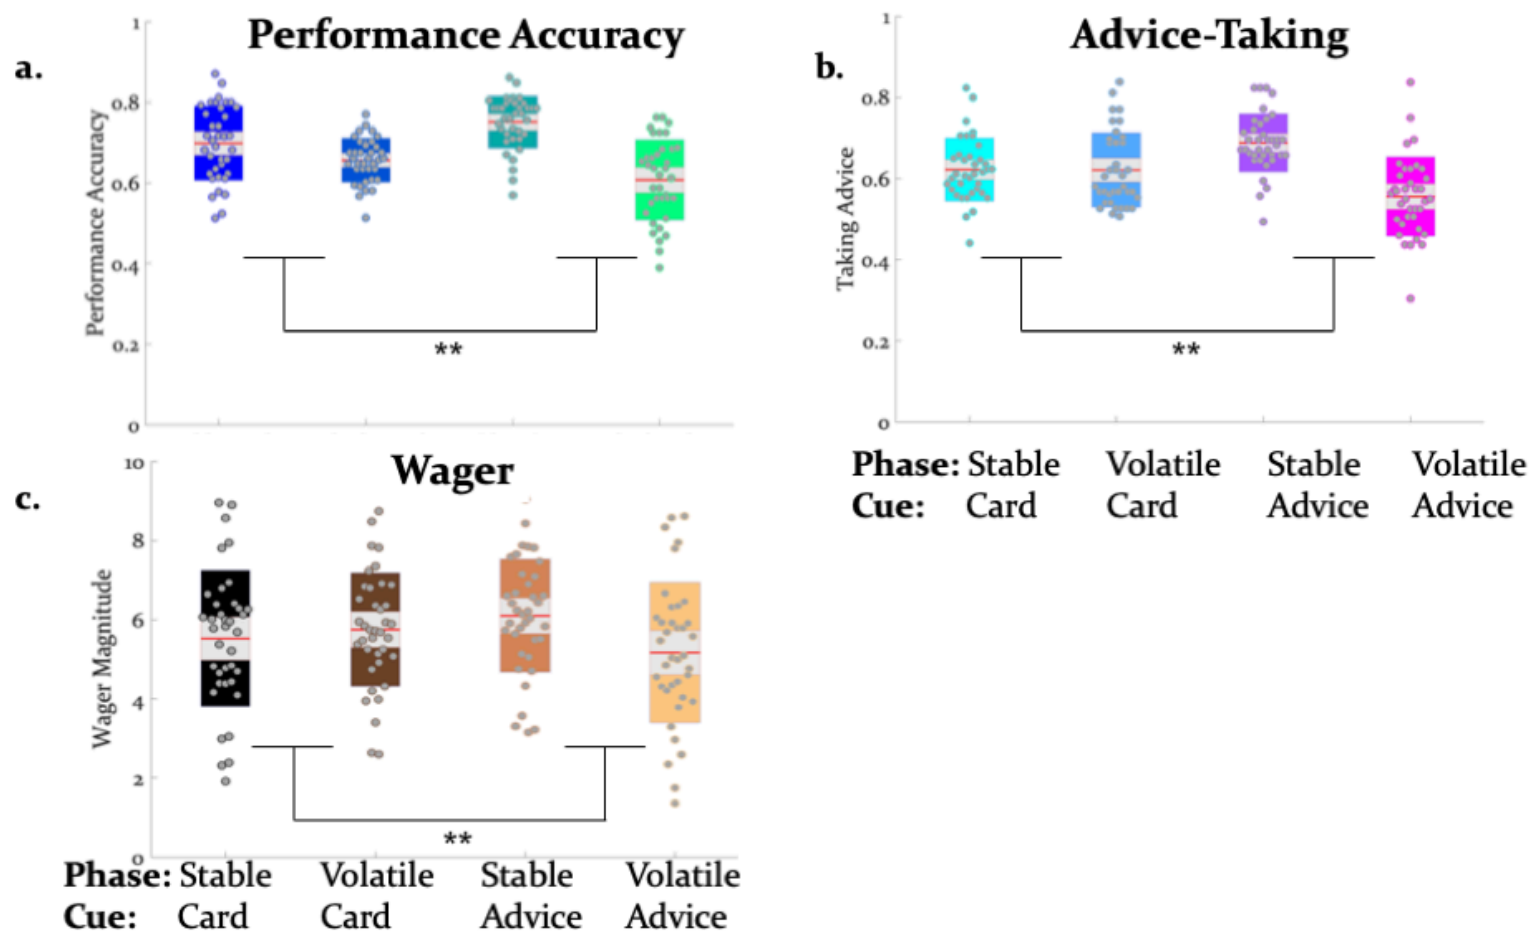 a.
Performance Accuracy
Performance Accuracy
1
0.8
0.6
0.4
0.2
0
**
b.
Advice-Taking
Taking Advice
1
0.8
0.6
0.4
0.2
0
**
Phase: Stable Volatile Stable Volatile
Cue: Card Card Advice Advice
c.
Wager
Wager Magnitude
10
8
6
4
2
0
**
Phase: Stable Volatile Stable Volatile
Cue: Card Card Advice Advice